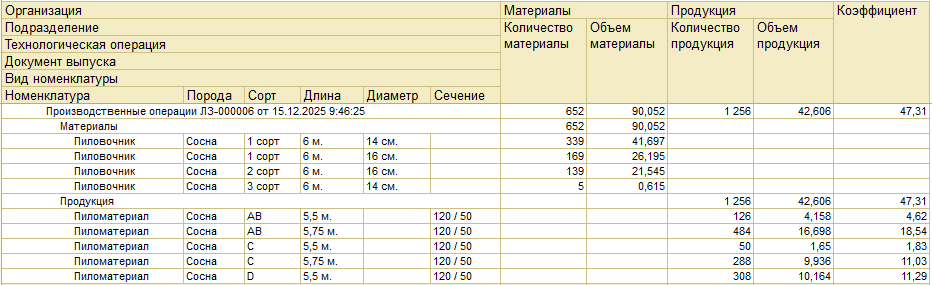 Организация Материалы Продукция Коэффициент
Подразделение Количество материалы Объем материалы Количество продукция Объем продукция
Технологическая операция
Документ выпуска
Вид номенклатуры
Номенклатура Порода Сорт Длина Диаметр Сечение
Производственные операции ЛЗ-000006 от 15.12.2025 9:46:25 652 90,052 1 256 42,606 47,31
Материалы 652 90,052
Пиловочник Сосна 1 сорт 6 м. 14 см. 339 41,697
Пиловочник Сосна 1 сорт 6 м. 16 см. 169 26,195
Пиловочник Сосна 2 сорт 6 м. 16 см. 139 21,545
Пиловочник Сосна 3 сорт 6 м. 14 см. 5 0,615
Продукция 1 256 42,606 47,31
Пиломатериал Сосна АВ 5,5 м. 120 / 50 126 4,158 4,62
Пиломатериал Сосна АВ 5,75 м. 120 / 50 484 16,698 18,54
Пиломатериал Сосна С 5,5 м. 120 / 50 50 1,65 1,83
Пиломатериал Сосна С 5,75 м. 120 / 50 288 9,936 11,03
Пиломатериал Сосна D 5,5 м. 120 / 50 308 10,164 11,29